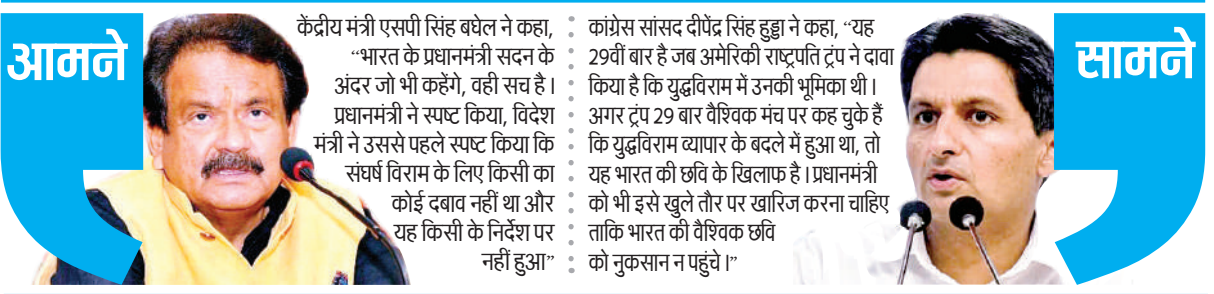 आमने
केंद्रीय मंत्री एसपी सिंह बघेल ने कहा,
“भारत के प्रधानमंत्री सदन के
अंदर जो भी कहेंगे, वही सच है।
प्रधानमंत्री ने स्पष्ट किया, विदेश
मंत्री ने उससे पहले स्पष्ट किया कि
संघर्ष विराम के लिए किसी का
कोई दबाव नहीं था और
यह किसी के निर्देश पर
नहीं हुआ”
कांग्रेस सांसद दीपेंद्र सिंह हुड्डा ने कहा, “यह
29वीं बार है जब अमेरिकी राष्ट्रपति ट्रंप ने दावा
किया है कि युद्धविराम में उनकी भूमिका थी।
अगर ट्रंप 29 बार वैश्विक मंच पर कह चुके हैं
कि युद्धविराम व्यापार के बदले में हुआ था, तो
यह भारत की छवि के खिलाफ है। प्रधानमंत्री
को भी इसे खुले तौर पर खारिज करना चाहिए
ताकि भारत की वैश्विक छवि
को नुकसान न पहुंचे।”
सामने